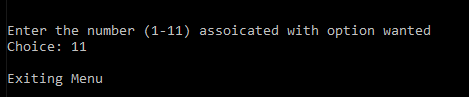 Enter the number (1-11) assoicated with option wanted
Choice: 11
Exiting Menu